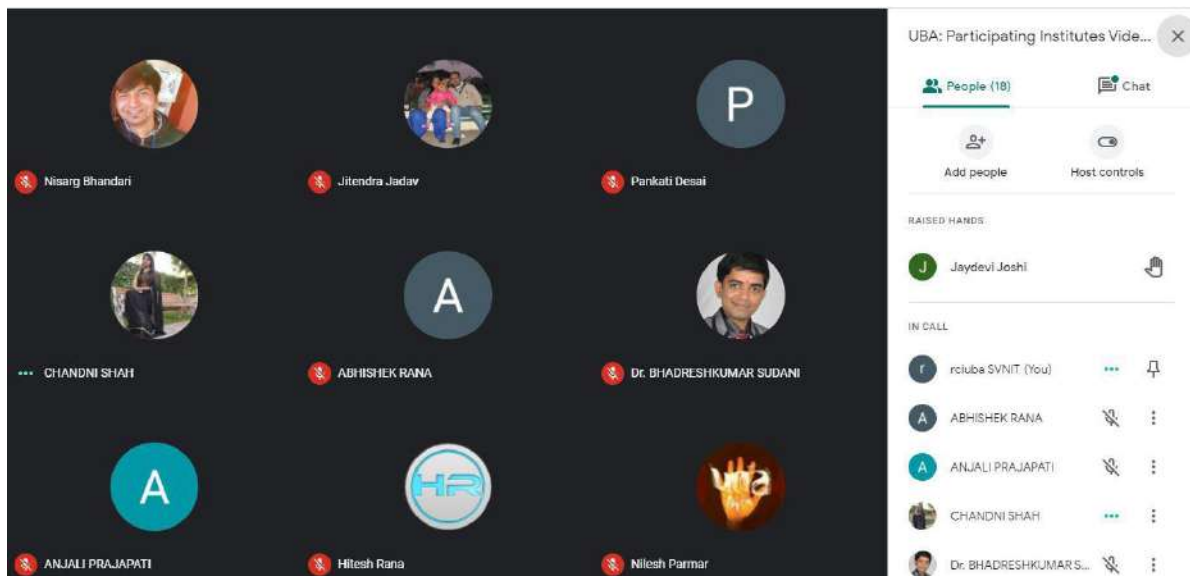 UBA: Participating Institutes Vide...
People (18)
Chat
Add people
Host controls
RAISED HANDS
J
Jaydevi Joshi
IN CALL
r
rciuba SVNIT (You)
A
ABHISHEK RANA
A
ANJALI PRAJAPATI
CHANDNI SHAH
Dr. BHADRESHKUMAR S...
Nisarg Bhandari
Jitendra Jadav
P
Pankati Desai
CHANDNI SHAH
A
ABHISHEK RANA
Dr. BHADRESHKUMAR SUDANI
A
ANJALI PRAJAPATI
HR
Hitesh Rana
una
Nilesh Parmar